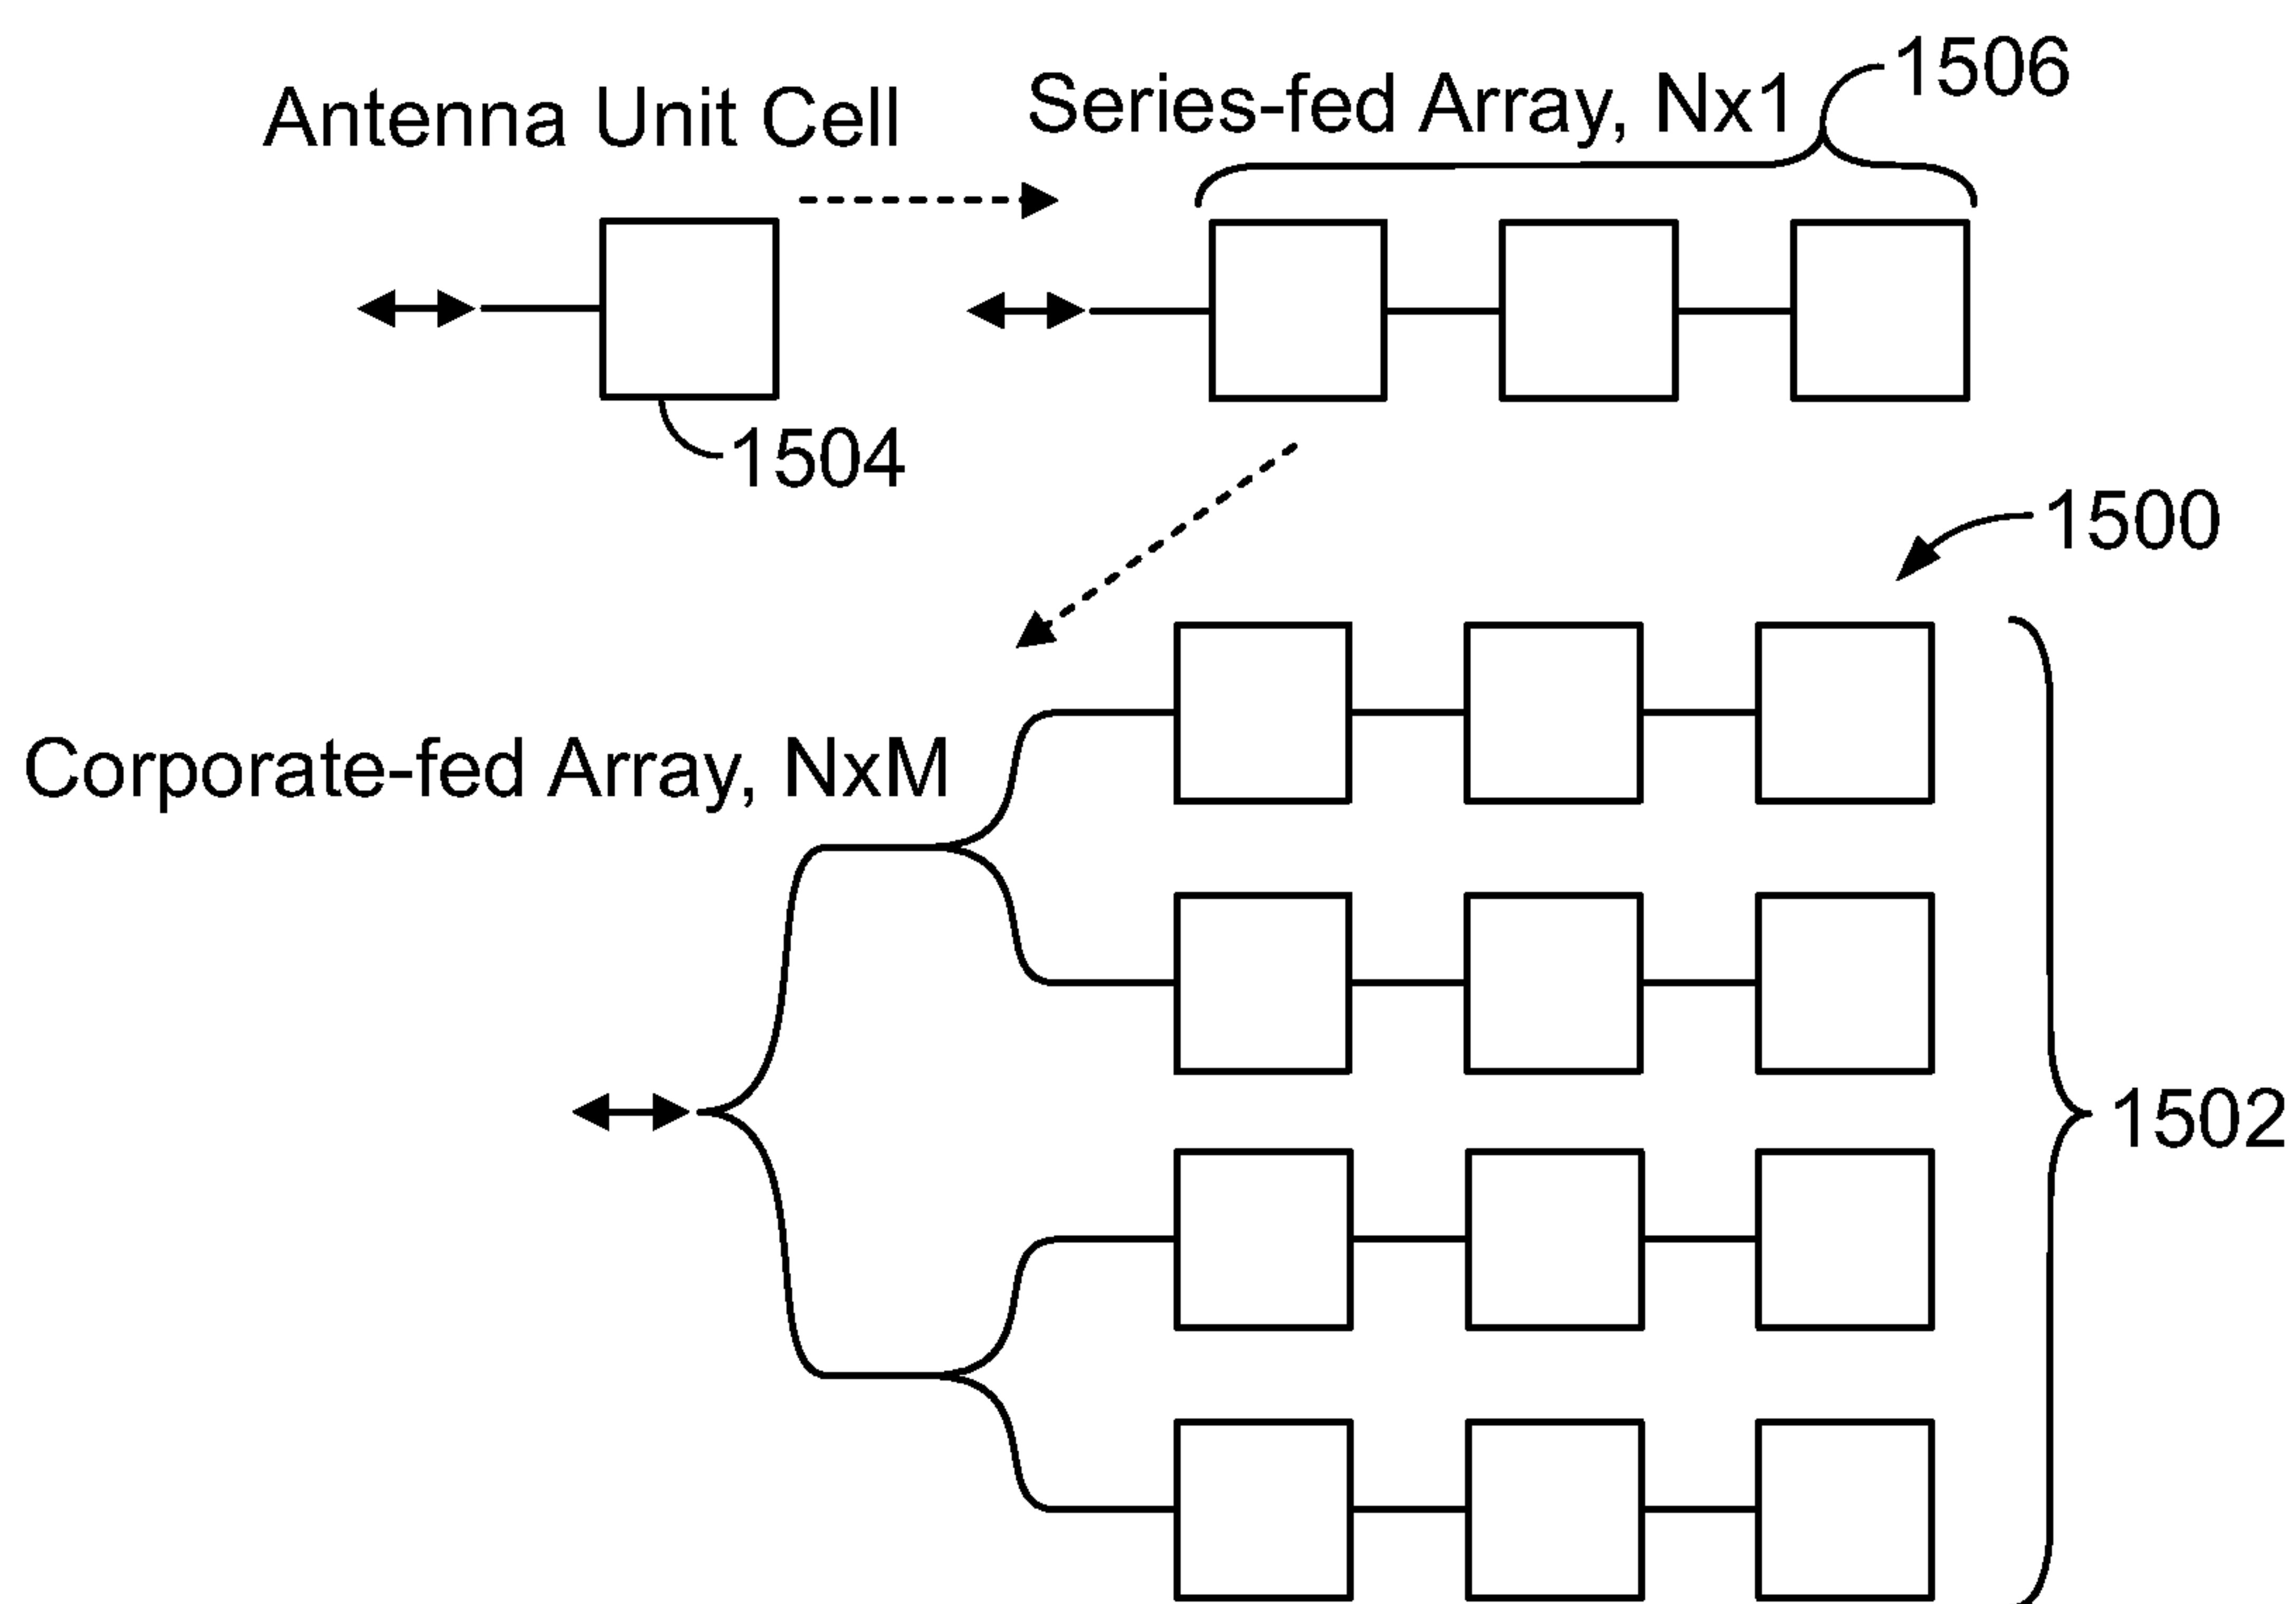 Antenna Unit Cell
Series-fed Array, Nx1
1506
1504
1500
Corporate-fed Array, NxM
1502